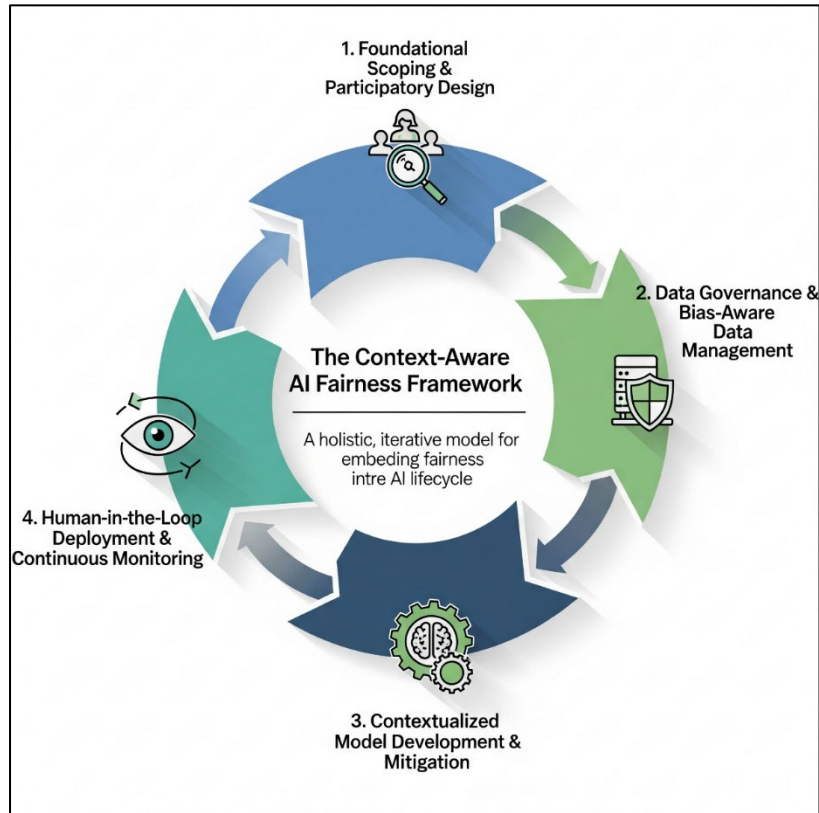 1. Foundational
Scoping &
Participatory Design
2. Data Governance &
Bias-Aware
Data
Management
The Context-Aware
AI Fairness Framework
A holistic, iterative model for
embeding fairness
intre AI lifecycle
4. Human-in-the-Loop
Deployment &
Continuous Monitoring
3. Contextualized
Model Development &
Mitigation